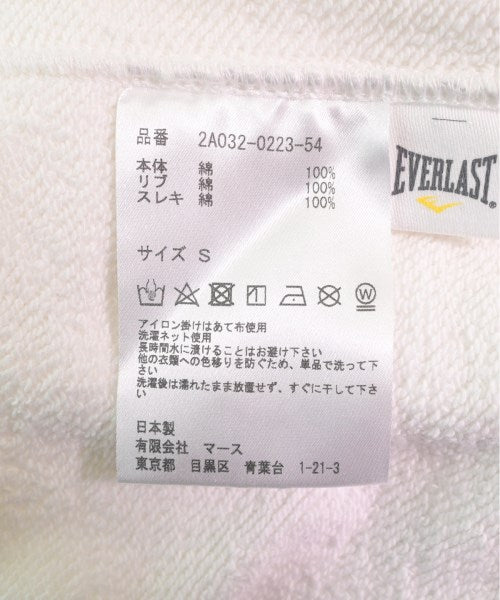 品番 2A032-0223-54
本体 綿 100%
リブ 綿 100%
スレキ 綿 100%
EVERLAST®
サイズ S
W
アイロン掛けはあて布使用
洗濯ネット使用
長時間水に漬けることはお避け下さい
他の衣類への色移りを防ぐため、単品で洗って下
さい
洗濯後は濡れたまま放置せず、すぐに干して下さ
い
日本製
有限会社 マース
東京都 目黒区 青葉台 1-21-3